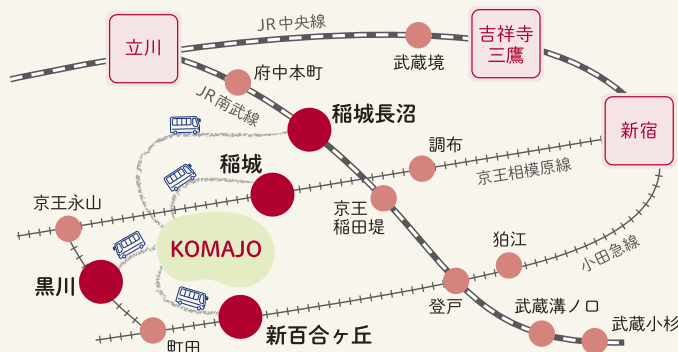 JR中央線
立川
吉祥寺
三鷹
武蔵境
府中本町
JR南武線
稲城長沼
新宿
調布
稲城
京王相模原線
京王永山
京王
稲田堤
KOMAJO
狛江
小田急線
黒川
登戸
武蔵溝ノ口
武蔵小杉
新百合ヶ丘
町田